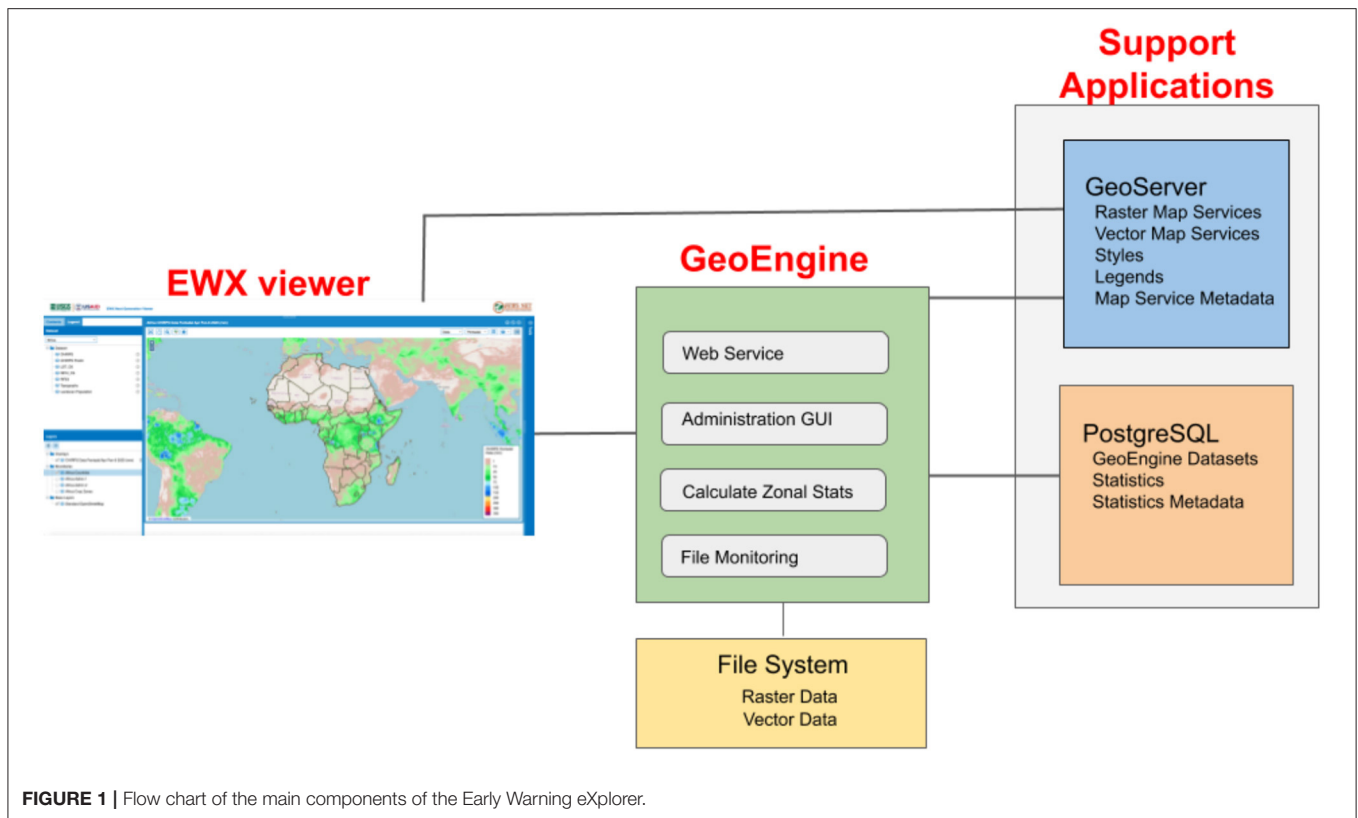 Support
Applications
GeoServer
Raster Map Services
Vector Map Services
Styles
Legends
Map Service Metadata
EWX viewer
GeoEngine
Web Service
Administration GUI
Calculate Zonal Stats
File Monitoring
PostgreSQL
GeoEngine Datasets
Statistics
Statistics Metadata
File System
Raster Data
Vector Data
FIGURE 1 | Flow chart of the main components of the Early Warning eXplorer.